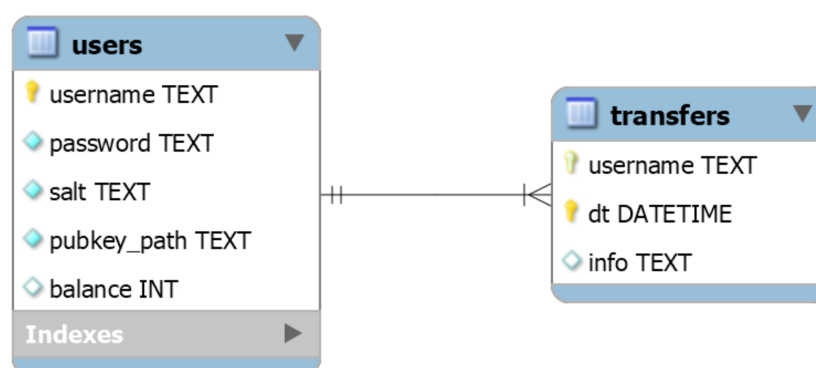 users
username TEXT
password TEXT
salt TEXT
pubkey_path TEXT
balance INT
Indexes
transfers
username TEXT
dt DATETIME
info TEXT